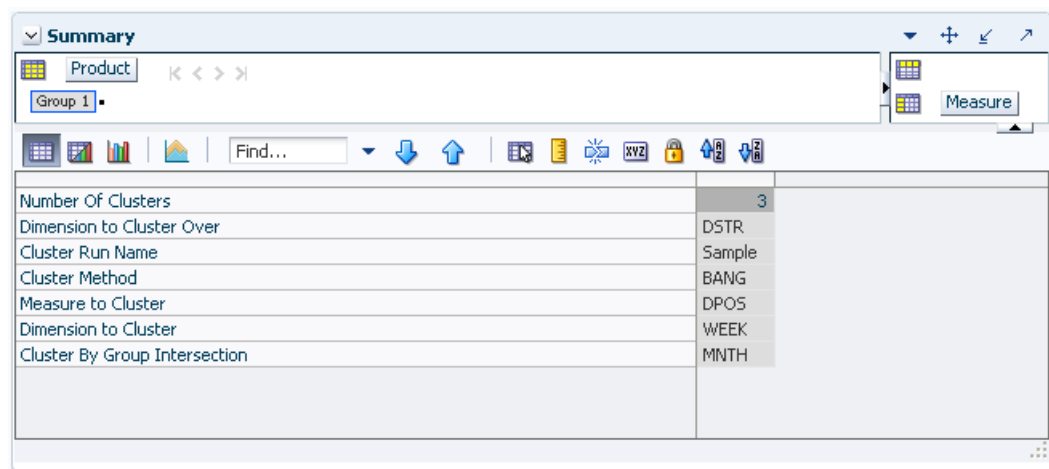 Summary
Product
Group 1
Measure
Find...
XYZ
Number Of Clusters 3
Dimension to Cluster Over DSTR
Cluster Run Name Sample
Cluster Method BANG
Measure to Cluster DPOS
Dimension to Cluster WEEK
Cluster By Group Intersection MNTH